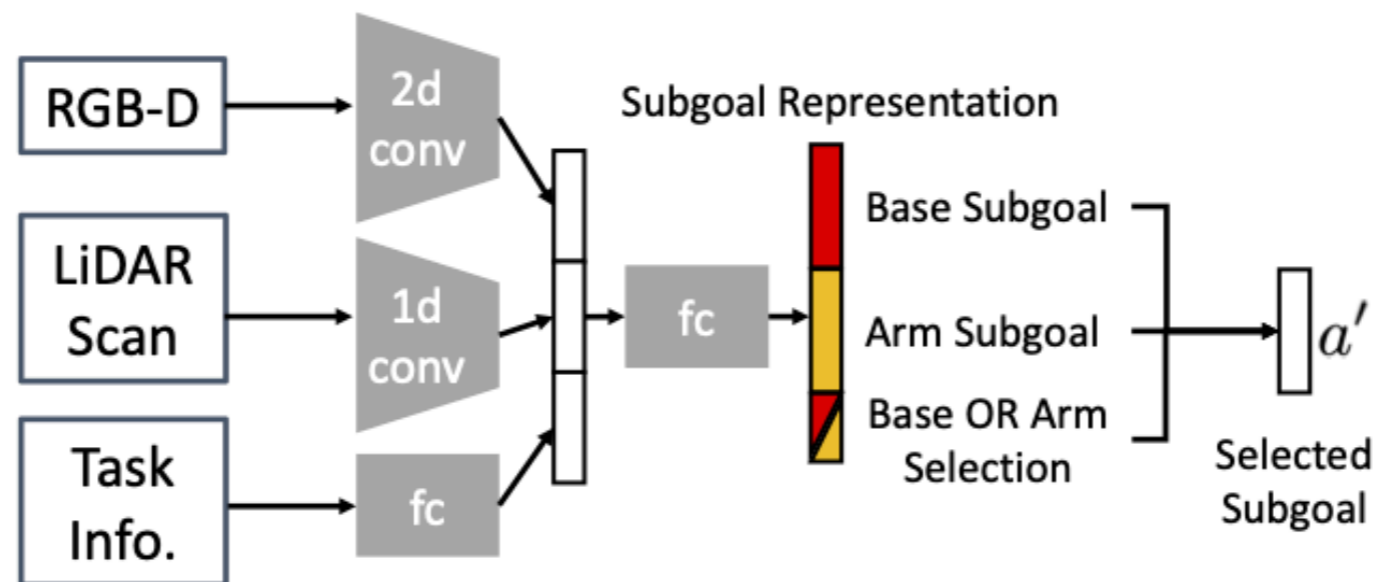 RGB-D
2d
conv
Subgoal Representation
LiDAR
Scan
1d
conv
fc
Base Subgoal
Arm Subgoal
Base OR Arm
Selection
a′
Selected
Subgoal
Task
Info.
fc